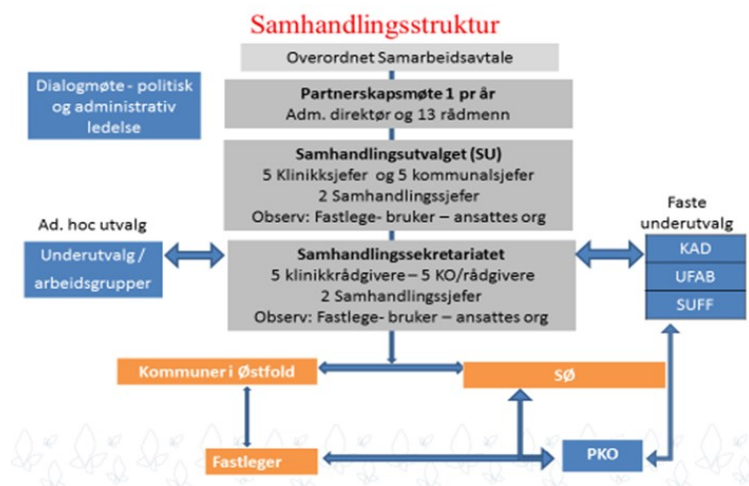 Samhandlingsstruktur
Overordnet Samarbeidsavtale
Dialogmøte - politisk
og administrativ
ledelse
Partnerskapsmøte 1 pr år
Adm. direktør og 13 rådmenn
Samhandlingsutvalget (SU)
5 Klinikksjefer og 5 kommunalsjefer
2 Samhandlingssjefer
Observ: Fastlege- bruker – ansattes org
Ad. hoc utvalg
Underutvalg /
arbeidsgrupper
Samhandlingssekretariatet
5 klinikkrådgivere – 5 KO/rådgivere
2 Samhandlingssjefer
Observ: Fastlege- bruker – ansattes org
Faste
underutvalg
KAD
UFAB
SUFF
Kommuner i Østfold
SØ
Fastleger
PKO